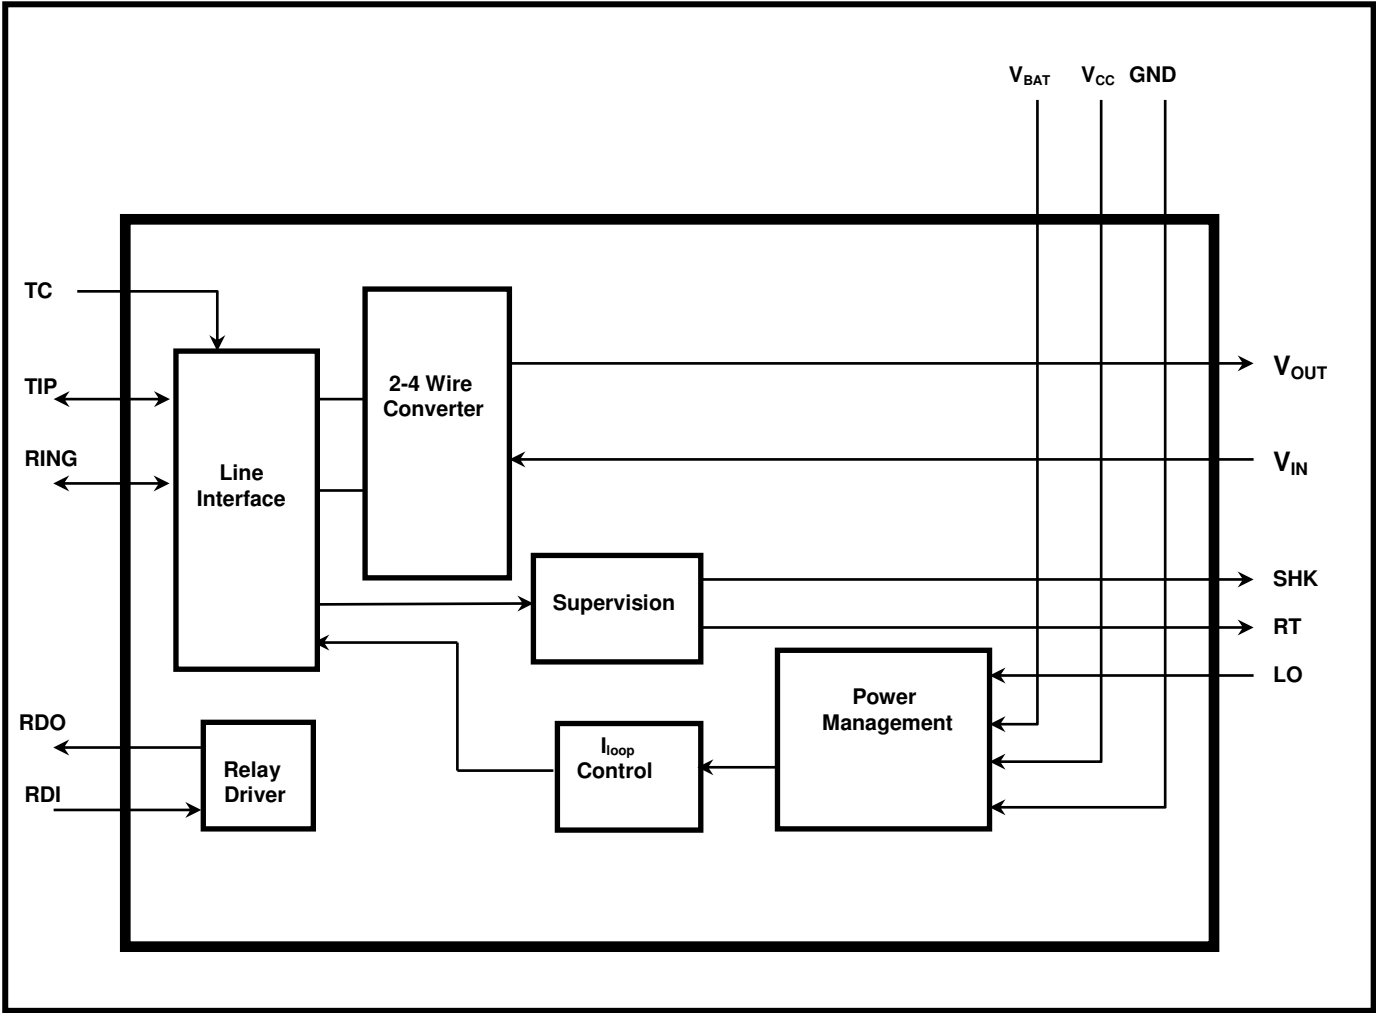 VBAT VCC GND
TC
TIP
RING
2-4 Wire
Converter
VOUT
Line
Interface
VIN
Supervision
SHK
RT
LO
Power
Management
RDO
RDI
Relay
Driver
Iloop
Control